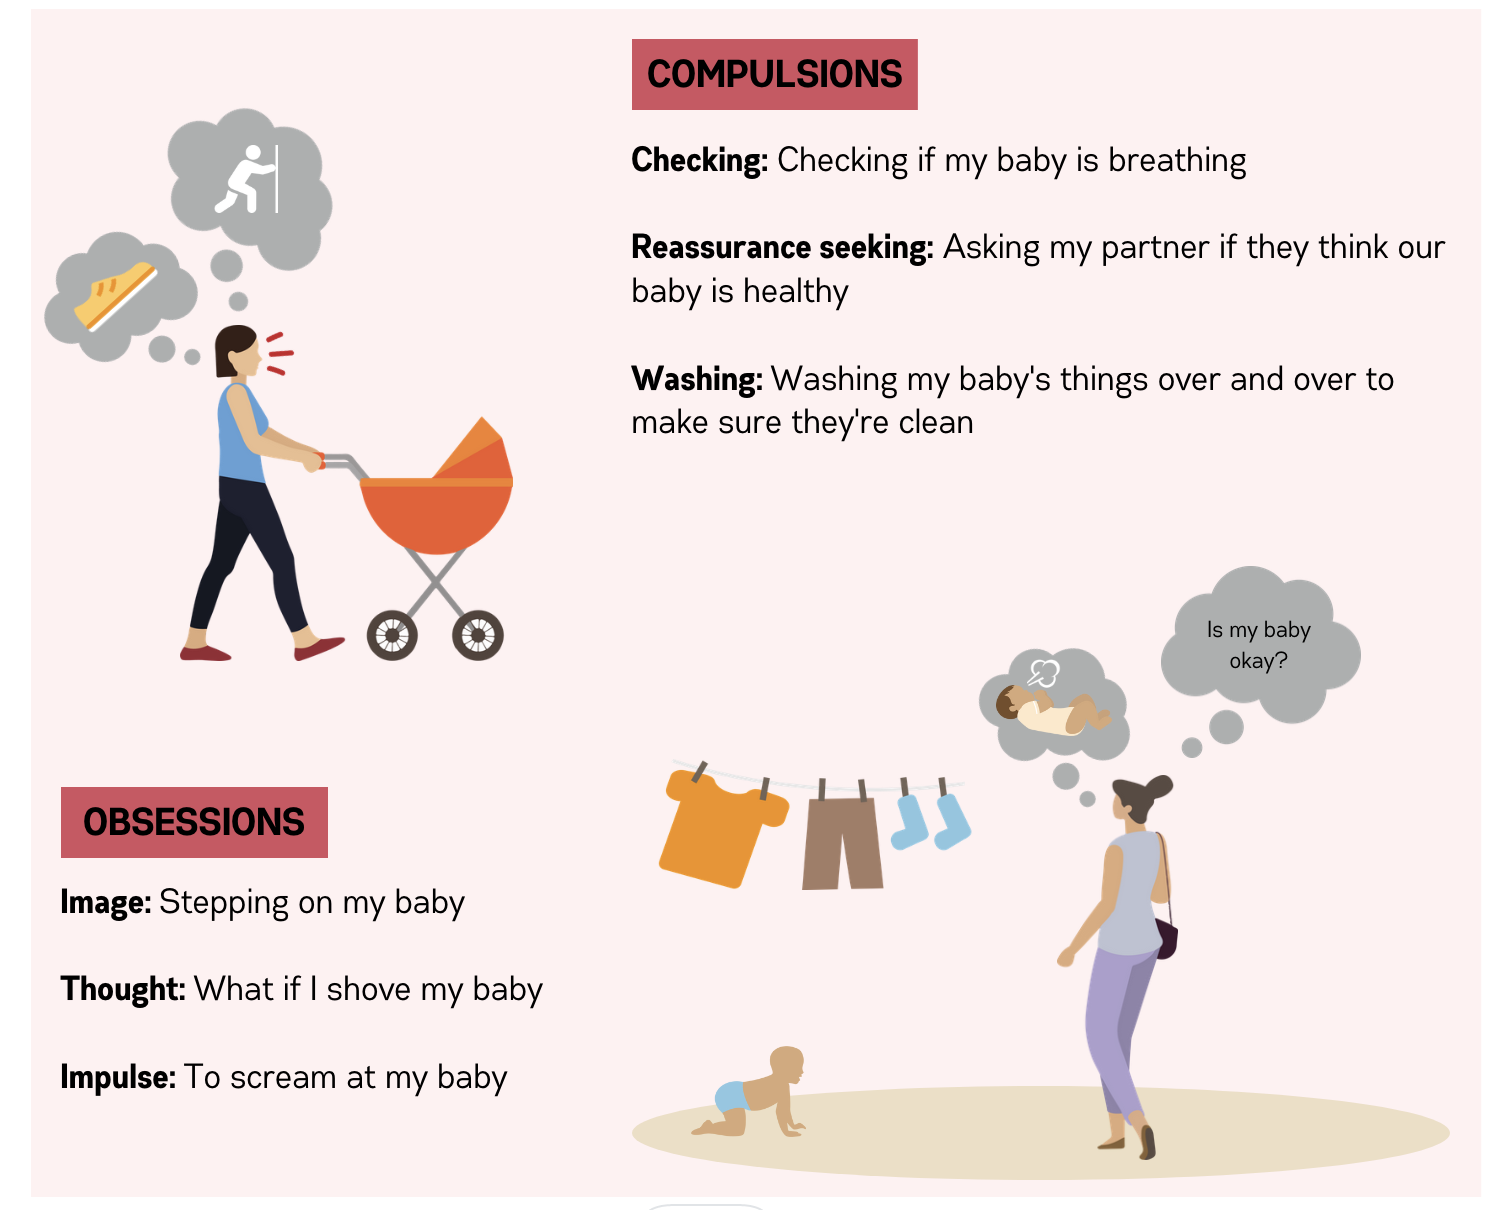 COMPULSIONS
Checking: Checking if my baby is breathing
Reassurance seeking: Asking my partner if they think our
baby is healthy
Washing: Washing my baby's things over and over to
make sure they're clean
Is my baby
okay?
OBSESSIONS
Image: Stepping on my baby
Thought: What if I shove my baby
Impulse: To scream at my baby